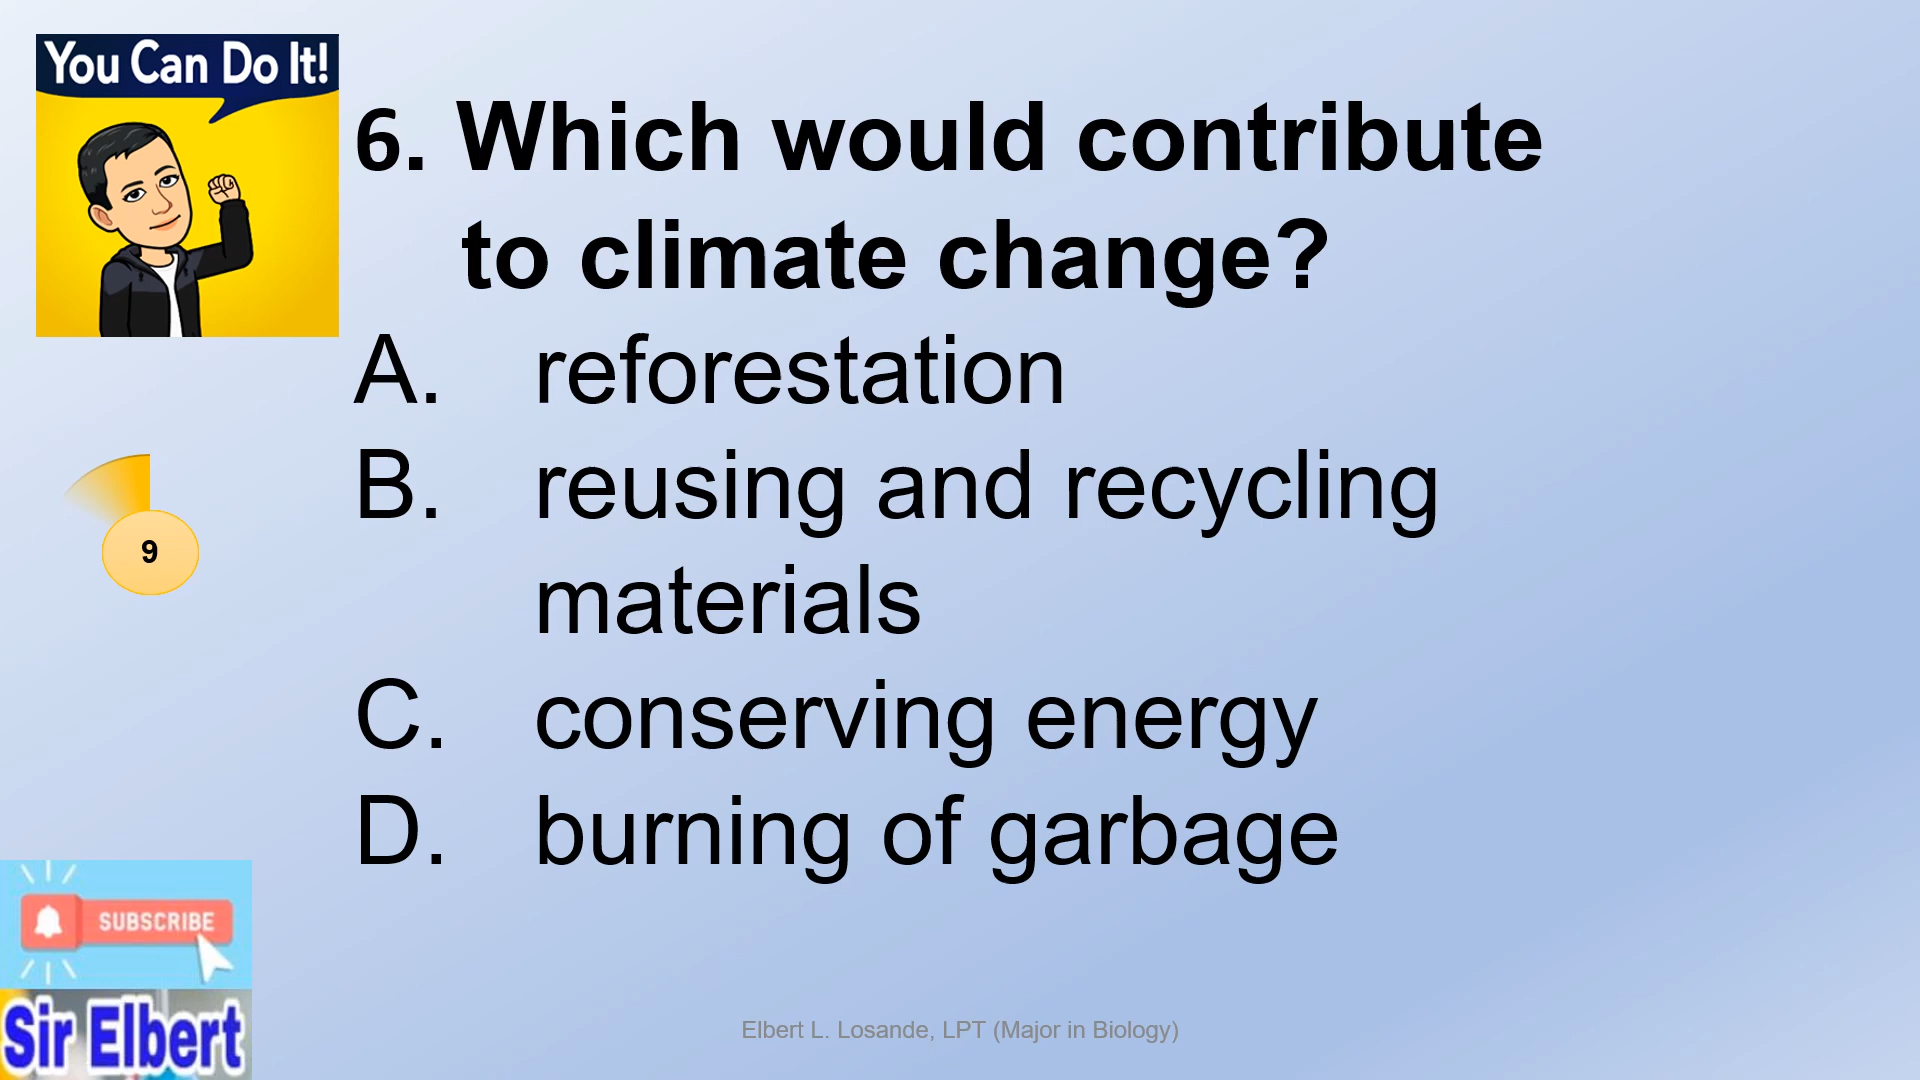 You Can Do It!
6. Which would contribute
to climate change?
A. reforestation
B. reusing and recycling
materials
C. conserving energy
D. burning of garbage
9
SUBSCRIBE
Sir Elbert
Elbert L. Losande, LPT (Major in Biology)